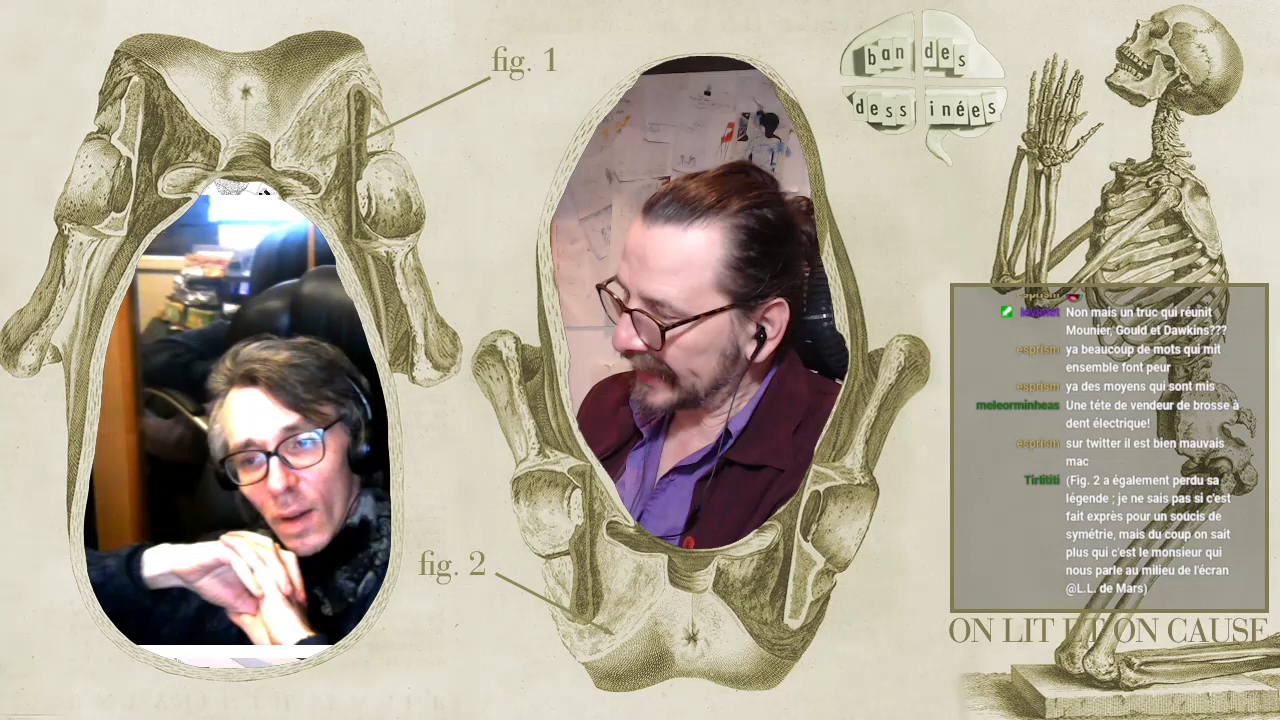 fig. 1
ban des
dess inées
esprism
Non mais un truc qui réunit
Mounier, Gould et Dawkins???
esprism ya beaucoup de mots qui mit
ensemble font peur
esprism ya des moyens qui sont mis
meleorminheas Une téte de vendeur de brosse à
dent électrique!
esprism sur twitter il est bien mauvais
mac
Tirlititi (Fig. 2 a également perdu sa
légende ; je ne sais pas si c'est
fait exprès pour un soucis de
symétrie, mais du coup on sait
plus qui c'est le monsieur qui
nous parle au milieu de l'écran
@L.L. de Mars)
fig. 2
ON LIT ET ON CAUSE